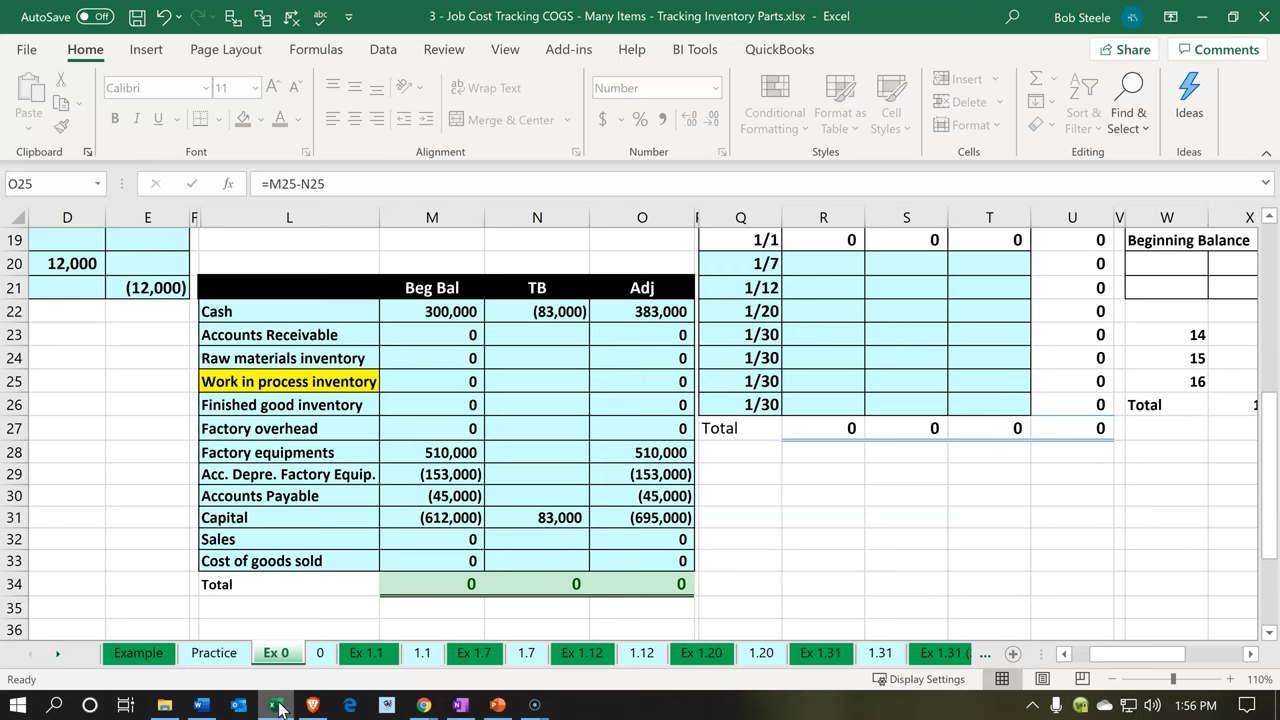 AutoSave Off 3 - Job Cost Tracking COGS - Many Items - Tracking Inventory Parts.xlsx - Excel Bob Steele
File Home Insert Page Layout Formulas Data Review View Add-ins Help BI Tools QuickBooks Share Comments
Paste Calibri 11 Wrap Text Number Conditional Formatting Format as Table Cell Styles Insert Sort & Filter Find & Select Ideas
B I U Merge & Center $ % Delete
Format
Clipboard Font Alignment Number Styles Cells Editing Ideas
O25 fx =M25-N25
D E F L M N O Q R S T U V W X
19 1/1 0 0 0 0 Beginning Balance
20 12,000 1/7 0
21 (12,000) Beg Bal TB Adj 1/12 0
22 Cash 300,000 (83,000) 383,000 1/20 0
23 Accounts Receivable 0 0 1/30 0 14
24 Raw materials inventory 0 0 1/30 0 15
25 Work in process inventory 0 0 1/30 0 16
26 Finished good inventory 0 0 1/30 0 Total
27 Factory overhead 0 0 Total 0 0 0 0
28 Factory equipments 510,000 510,000
29 Acc. Depre. Factory Equip. (153,000) (153,000)
30 Accounts Payable (45,000) (45,000)
31 Capital (612,000) 83,000 (695,000)
32 Sales 0 0
33 Cost of goods sold 0 0
34 Total 0 0 0
35
36
Example Practice Ex 0 0 Ex 1.1 1.1 Ex 1.7 1.7 Ex 1.12 1.12 Ex 1.20 1.20 Ex 1.31 1.31 Ex 1.31 ( ...
Ready Display Settings 110%
1:56 PM